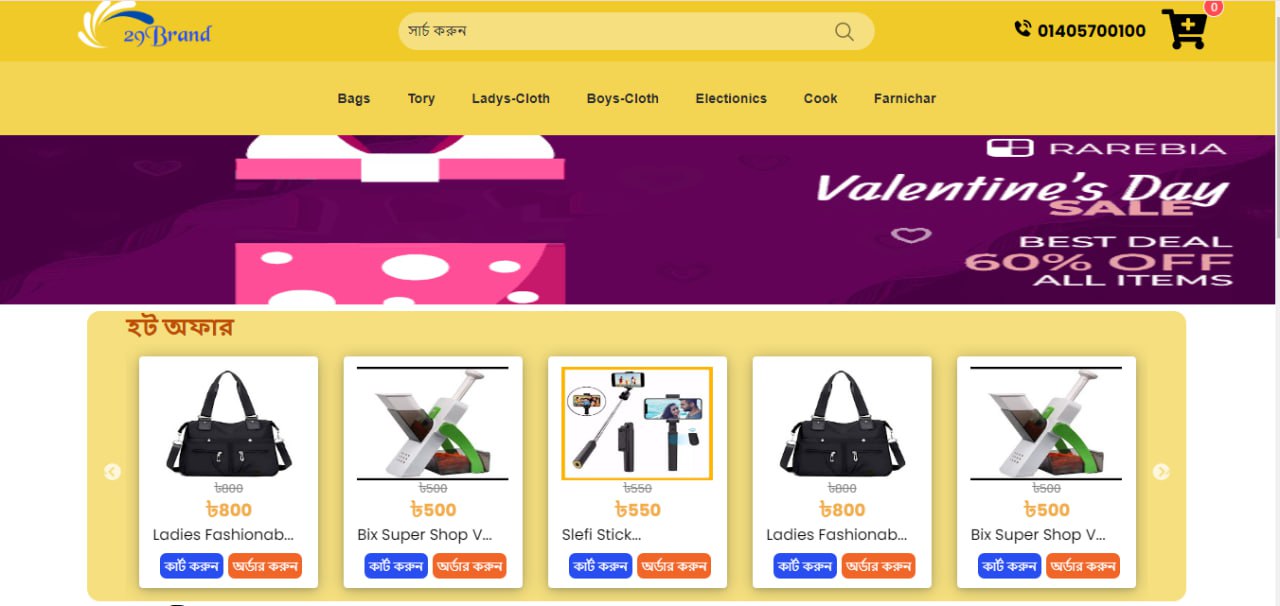 29Brand
সার্চ করুন
01405700100
0
Bags Tory Ladys-Cloth Boys-Cloth Electionics Cook Farnichar
RAREBIA
Valentine's Day
SALE
BEST DEAL
60% OFF
ALL ITEMS
হট অফার
৳800 ৳500 ৳550 ৳800 ৳500
৳800 ৳500 ৳550 ৳800 ৳500
Ladies Fashionab... Bix Super Shop V... Slefi Stick... Ladies Fashionab... Bix Super Shop V...
কার্ট করুন অর্ডার করুন কার্ট করুন অর্ডার করুন কার্ট করুন অর্ডার করুন কার্ট করুন অর্ডার করুন কার্ট করুন অর্ডার করুন